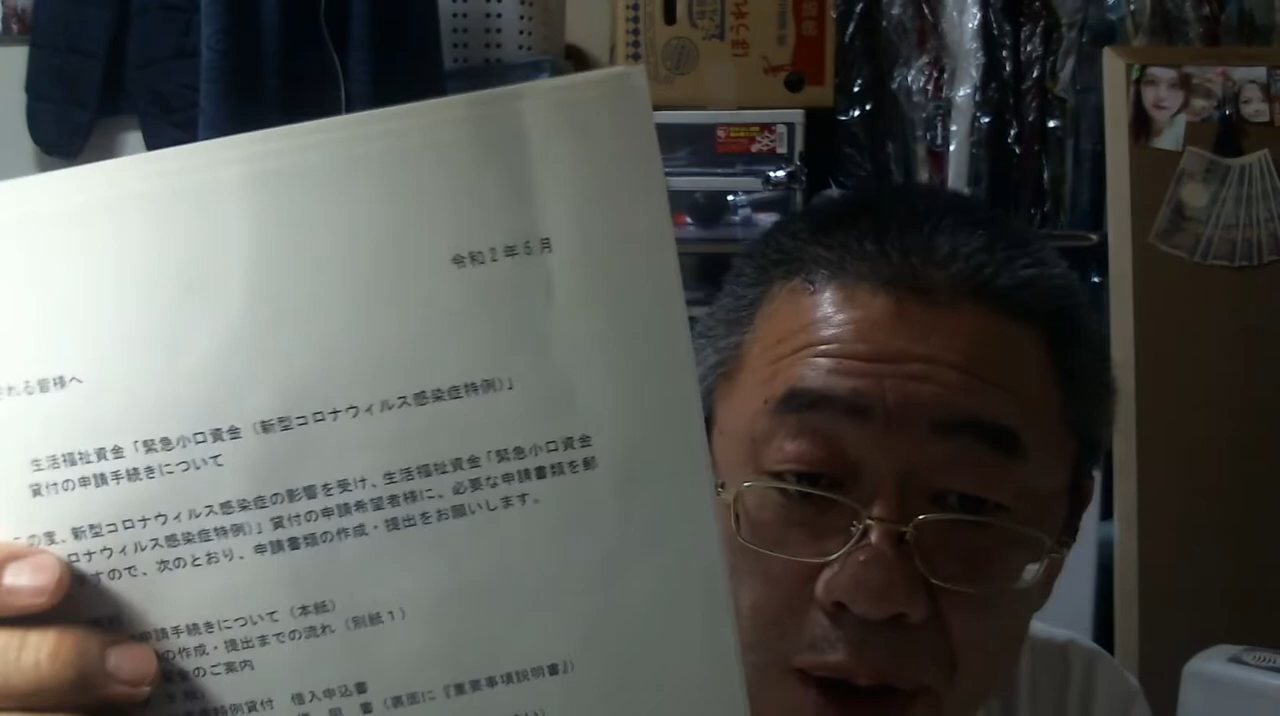 令和2年5月
される皆様へ
生活福祉資金「緊急小口資金（新型コロナウィルス感染症特例）」
貸付の申請手続きについて
この度、新型コロナウィルス感染症の影響を受け、生活福祉資金「緊急小口資金
ロナウィルス感染症特例）」貸付の申請希望者様に、必要な申請書類を郵
すので、次のとおり、申請書類の作成・提出をお願いします。
申請手続きについて（本紙）
の作成・提出までの流れ（別紙1）
のご案内
特例貸付　借入申込書
書（裏面に『重要事項説明書』）